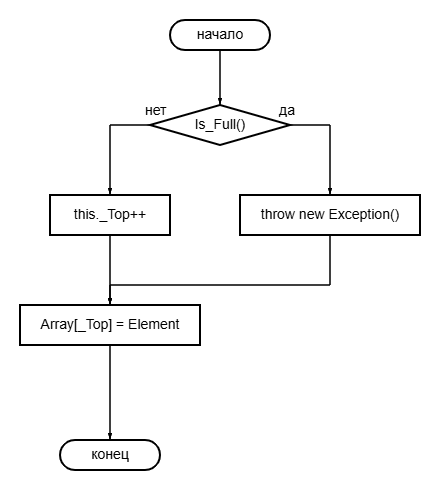 начало
нет
да
Is_Full()
this._Top++
throw new Exception()
Array[_Top] = Element
конец